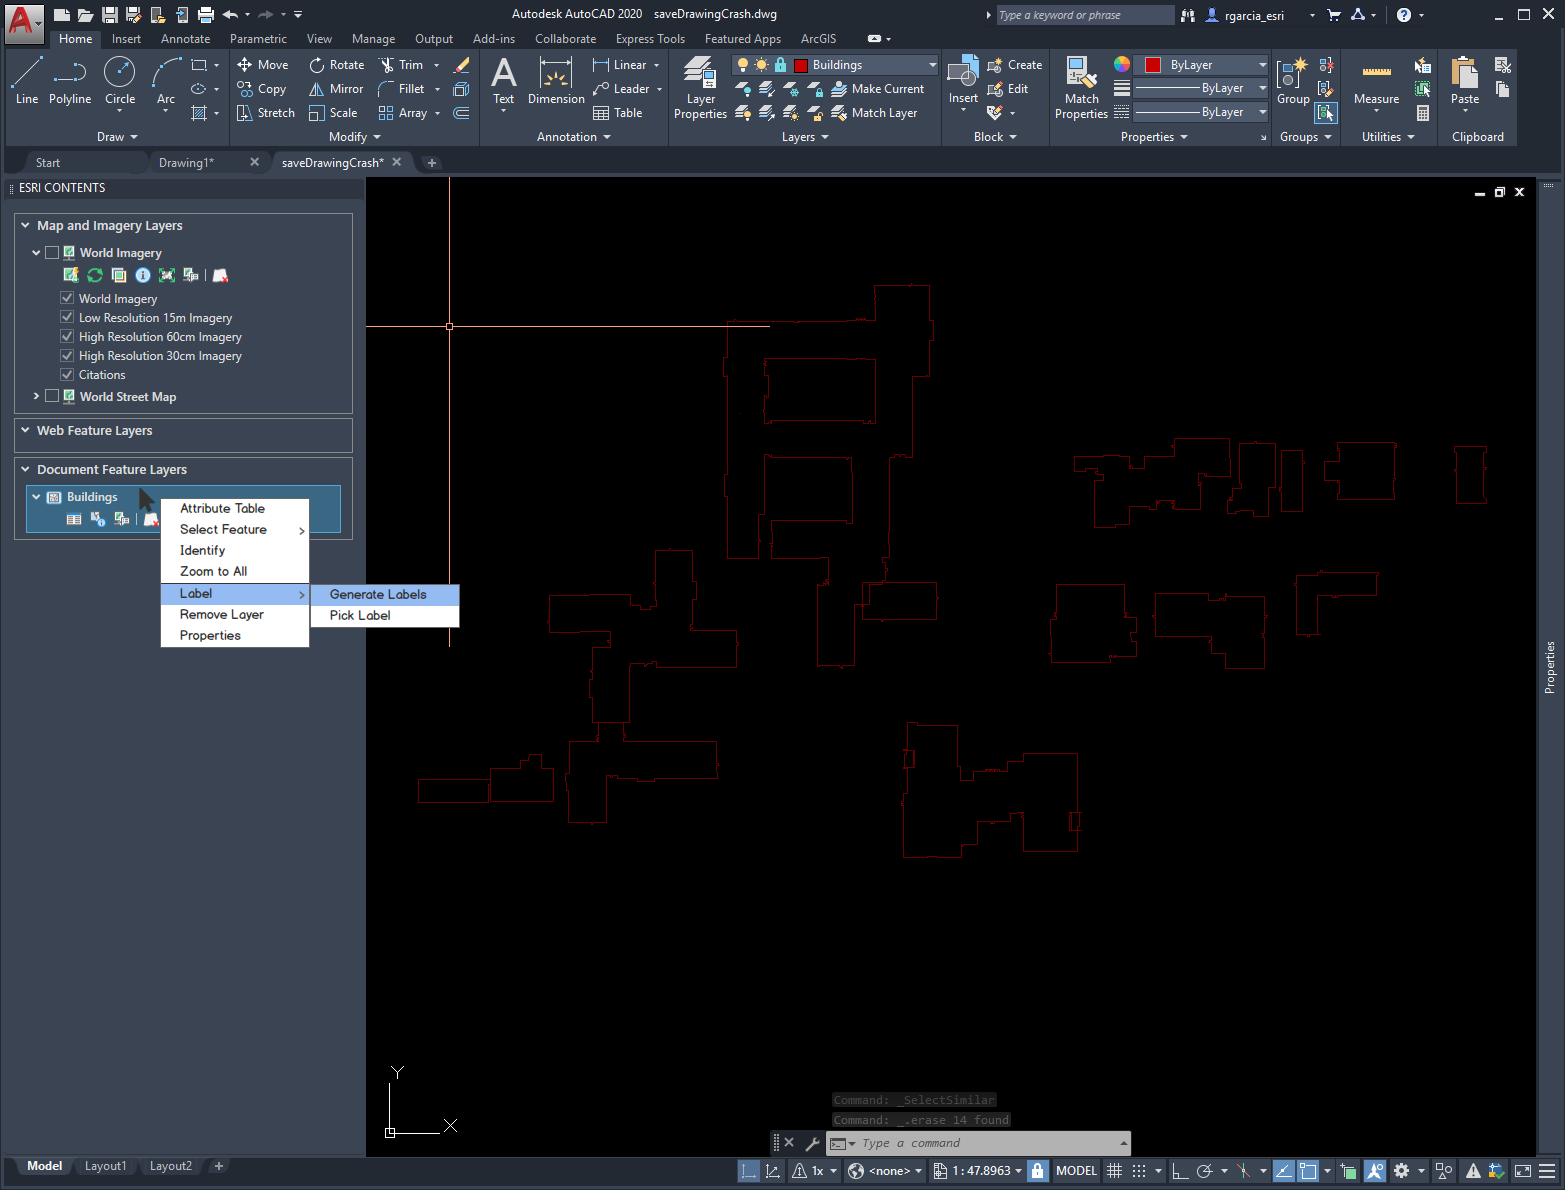 Autodesk AutoCAD 2020 saveDrawingCrash.dwg
Type a keyword or phrase
rgarcia_esri
Home Insert Annotate Parametric View Manage Output Add-ins Collaborate Express Tools Featured Apps ArcGIS
Line Polyline Circle Arc
Draw
Move Rotate Trim
Copy Mirror Fillet
Stretch Scale Array
Modify
Text Dimension
Linear
Leader
Table
Annotation
Layer Properties
Buildings
Make Current
Match Layer
Layers
Insert
Create
Edit
Block
Match Properties
ByLayer
ByLayer
ByLayer
Properties
Group
Groups
Measure
Utilities
Paste
Clipboard
Start Drawing1* saveDrawingCrash*
ESRI CONTENTS
Map and Imagery Layers
World Imagery
World Imagery
Low Resolution 15m Imagery
High Resolution 60cm Imagery
High Resolution 30cm Imagery
Citations
World Street Map
Web Feature Layers
Document Feature Layers
Buildings
Attribute Table
Select Feature >
Identify
Zoom to All
Label >
Remove Layer
Properties
Generate Labels
Pick Label
Properties
Y
X
Command: _SelectSimilar
Command: _.erase 14 found
Type a command
Model Layout1 Layout2 +
1x <none> 1 : 47.8963 MODEL